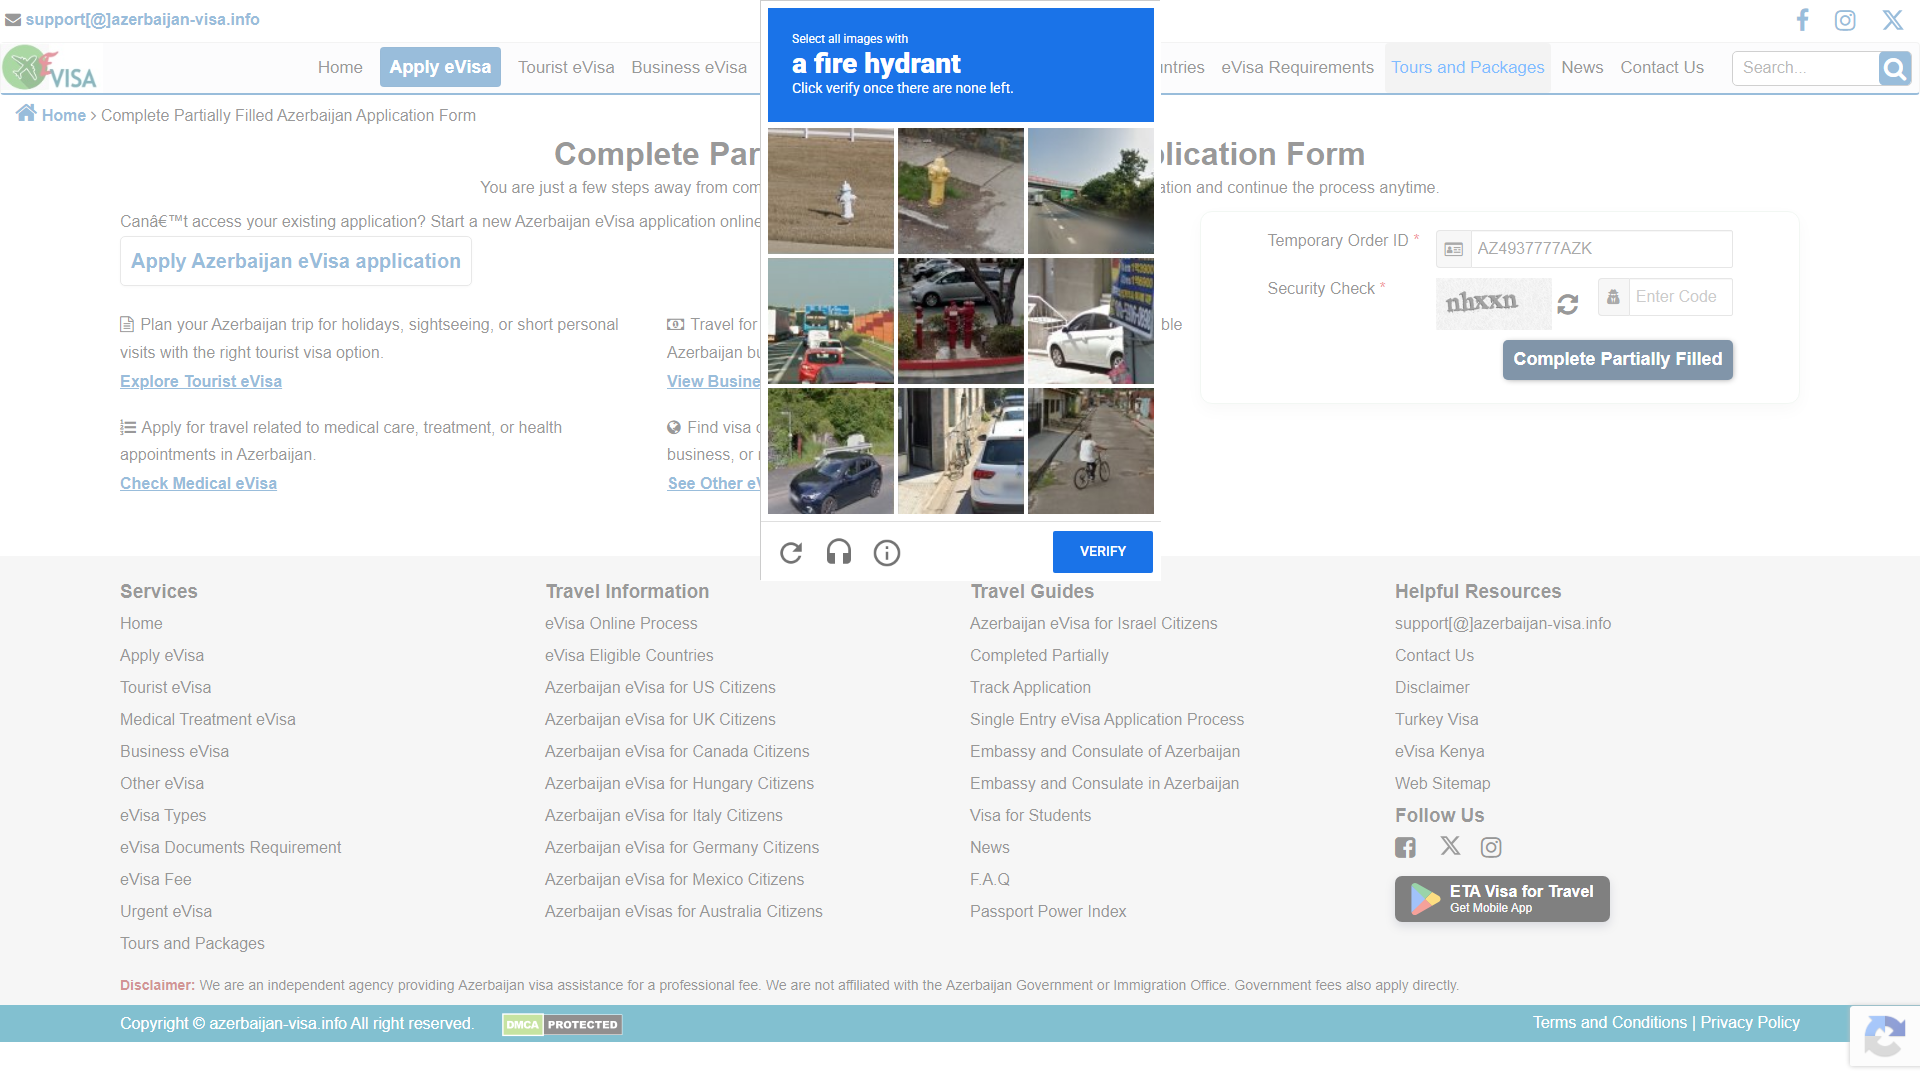 support[@]azerbaijan-visa.info
VISA
Home
Apply eVisa
Tourist eVisa
Business eVisa
eVisa Requirements
Tours and Packages
News
Contact Us
Search...
Home › Complete Partially Filled Azerbaijan Application Form
Select all images with
a fire hydrant
Click verify once there are none left.
VERIFY
Complete Par
lication Form
You are just a few steps away from com
ation and continue the process anytime.
Canâ€™t access your existing application? Start a new Azerbaijan eVisa application online
Apply Azerbaijan eVisa application
Plan your Azerbaijan trip for holidays, sightseeing, or short personal
visits with the right tourist visa option.
Explore Tourist eVisa
Travel for
Azerbaijan bu
View Busine
Apply for travel related to medical care, treatment, or health
appointments in Azerbaijan.
Check Medical eVisa
Find visa
business, or
See Other eV
Temporary Order ID *
AZ4937777AZK
Security Check *
nhxxn
Enter Code
Complete Partially Filled
Services
Home
Apply eVisa
Tourist eVisa
Medical Treatment eVisa
Business eVisa
Other eVisa
eVisa Types
eVisa Documents Requirement
eVisa Fee
Urgent eVisa
Tours and Packages
Travel Information
eVisa Online Process
eVisa Eligible Countries
Azerbaijan eVisa for US Citizens
Azerbaijan eVisa for UK Citizens
Azerbaijan eVisa for Canada Citizens
Azerbaijan eVisa for Hungary Citizens
Azerbaijan eVisa for Italy Citizens
Azerbaijan eVisa for Germany Citizens
Azerbaijan eVisa for Mexico Citizens
Azerbaijan eVisas for Australia Citizens
Travel Guides
Azerbaijan eVisa for Israel Citizens
Completed Partially
Track Application
Single Entry eVisa Application Process
Embassy and Consulate of Azerbaijan
Embassy and Consulate in Azerbaijan
Visa for Students
News
F.A.Q
Passport Power Index
Helpful Resources
support[@]azerbaijan-visa.info
Contact Us
Disclaimer
Turkey Visa
eVisa Kenya
Web Sitemap
Follow Us
ETA Visa for Travel
Get Mobile App
Disclaimer: We are an independent agency providing Azerbaijan visa assistance for a professional fee. We are not affiliated with the Azerbaijan Government or Immigration Office. Government fees also apply directly.
Copyright © azerbaijan-visa.info All right reserved.
DMCA PROTECTED
Terms and Conditions | Privacy Policy